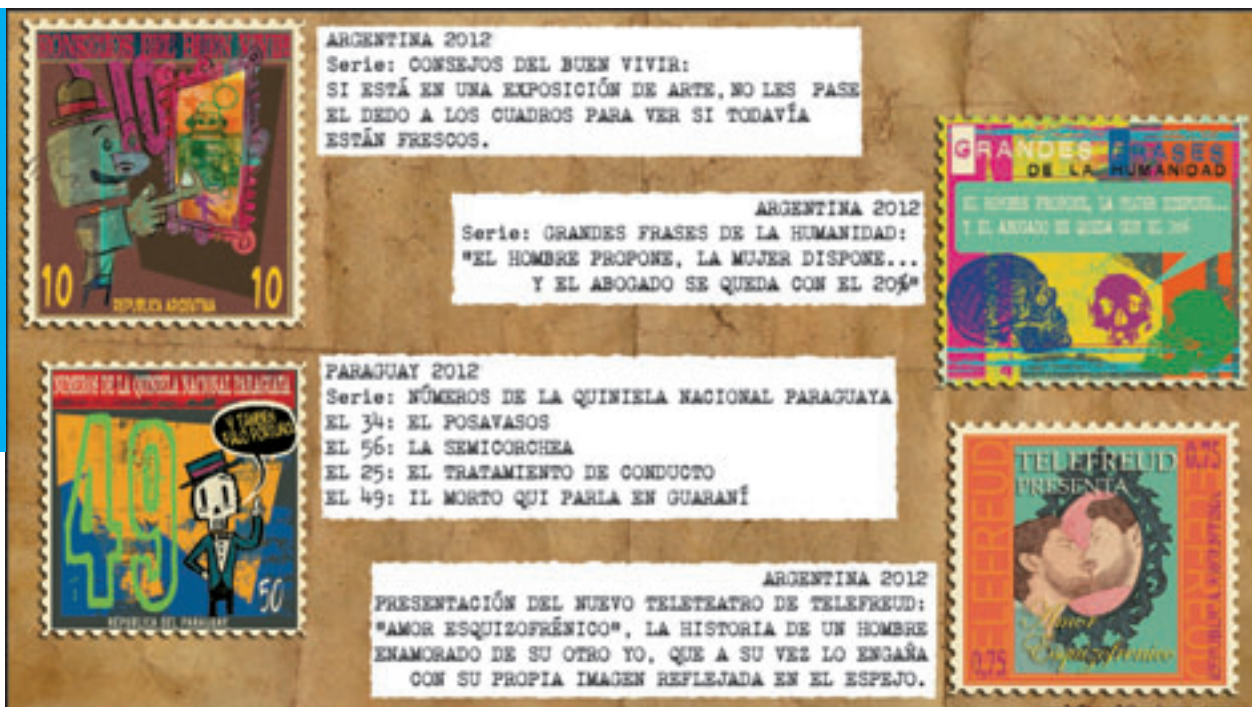 CONSEJOS DEL BUEN VIVIR
10
10
REPUBLICA ARGENTINA
ARGENTINA 2012
Serie: CONSEJOS DEL BUEN VIVIR:
SI ESTÁ EN UNA EXPOSICIÓN DE ARTE, NO LES PASE
EL DEDO A LOS CUADROS PARA VER SI TODAVÍA
ESTÁN FRESCOS.
GRANDES FRASES
DE LA HUMANIDAD
EL HOMBRE PROPONE, LA MUJER DISPONE...
Y EL ABOGADO SE QUEDA CON EL
ARGENTINA 2012
Serie: GRANDES FRASES DE LA HUMANIDAD:
"EL HOMBRE PROPONE, LA MUJER DISPONE...
Y EL ABOGADO SE QUEDA CON EL 20%"
NÚMEROS DE LA QUINIELA NACIONAL PARAGUAYA
49
50
REPÚBLICA DEL PARAGUAY
PARAGUAY 2012
Serie: NÚMEROS DE LA QUINIELA NACIONAL PARAGUAYA
EL 34: EL POSAVASOS
EL 56: LA SEMICORCHEA
EL 25: EL TRATAMIENTO DE CONDUCTO
EL 49: IL MORTO QUI PARLA EN GUARANÍ
TELEFREUD
PRESENTA
0,75
TELEFREUD
TELEFREUD
REPUBLICA ARGENTINA
Amor
Esquizofrénico
0,75
ARGENTINA 2012
PRESENTACIÓN DEL NUEVO TELETEATRO DE TELEFREUD:
"AMOR ESQUIZOFRÉNICO", LA HISTORIA DE UN HOMBRE
ENAMORADO DE SU OTRO YO, QUE A SU VEZ LO ENGAÑA
CON SU PROPIA IMAGEN REFLEJADA EN EL ESPEJO.